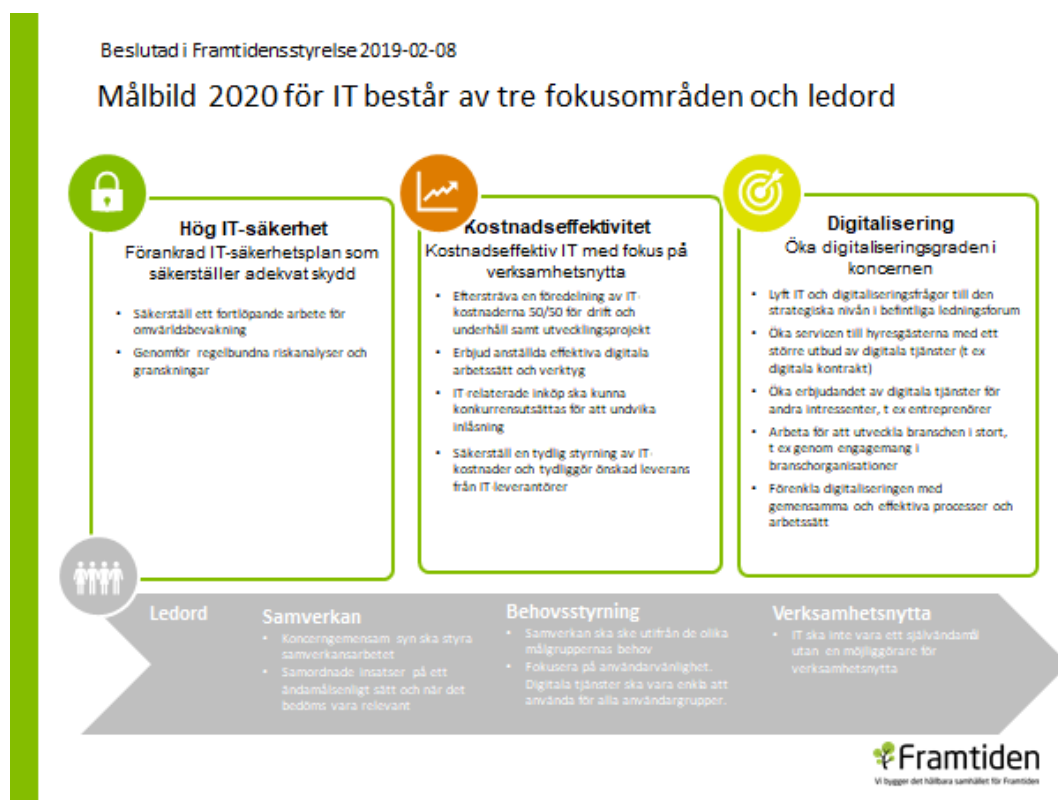 Beslutad i Framtidensstyrelse 2019-02-08
Målbild 2020 för IT består av tre fokusområden och ledord
Hög IT-säkerhet
Förankrad IT-säkerhetsplan som
säkerställer adekvat skydd
• Säkerställ ett fortlöpande arbete för
omvärldsbevakning
• Genomför regelbundna riskanalyser och
granskningar
Kostnadseffektivitet
Kostnadseffektiv IT med fokus på
verksamhetsnytta
• Eftersträva en föredelning av IT-
kostnaderna 50/50 för drift och
underhåll samt utvecklingsprojekt
• Erbjud anställda effektiva digitala
arbetssätt och verktyg
• IT-relaterade inköp ska kunna
konkurrensutsättas för att undvika
inlåsning
• Säkerställ en tydlig styrning av IT-
kostnader och tydliggör önskad leverans
från IT-leverantörer
Digitalisering
Öka digitaliseringsgraden i
koncernen
• Lyft IT och digitaliseringsfrågor till den
strategiska nivån i befintliga ledningsforum
• Öka servicen till hyresgästerna med ett
större utbud av digitala tjänster (t ex
digitala kontrakt)
• Öka erbjudandet av digitala tjänster för
andra intressenter, t ex entreprenörer
• Arbeta för att utveckla branschen i stort,
t ex genom engagemang i
branschorganisationer
• Förenkla digitaliseringen med
gemensamma och effektiva processer och
arbetssätt
Ledord
Samverkan
• Koncerngemensam syn ska styra
samverkansarbetet
• Samordnade insatser på ett
ändamålsenligt sätt och när det
bedöms vara relevant
Behovsstyrning
• Samverkan ska ske utifrån de olika
målgruppernas behov
• Fokusera på användarvänlighet.
Digitala tjänster ska vara enkla att
använda för alla användargrupper.
Verksamhetsnytta
• IT ska inte vara ett självändamål
utan en möjliggörare för
verksamhetsnytta
Framtiden
Vi bygger det hållbara samhället för Framtiden